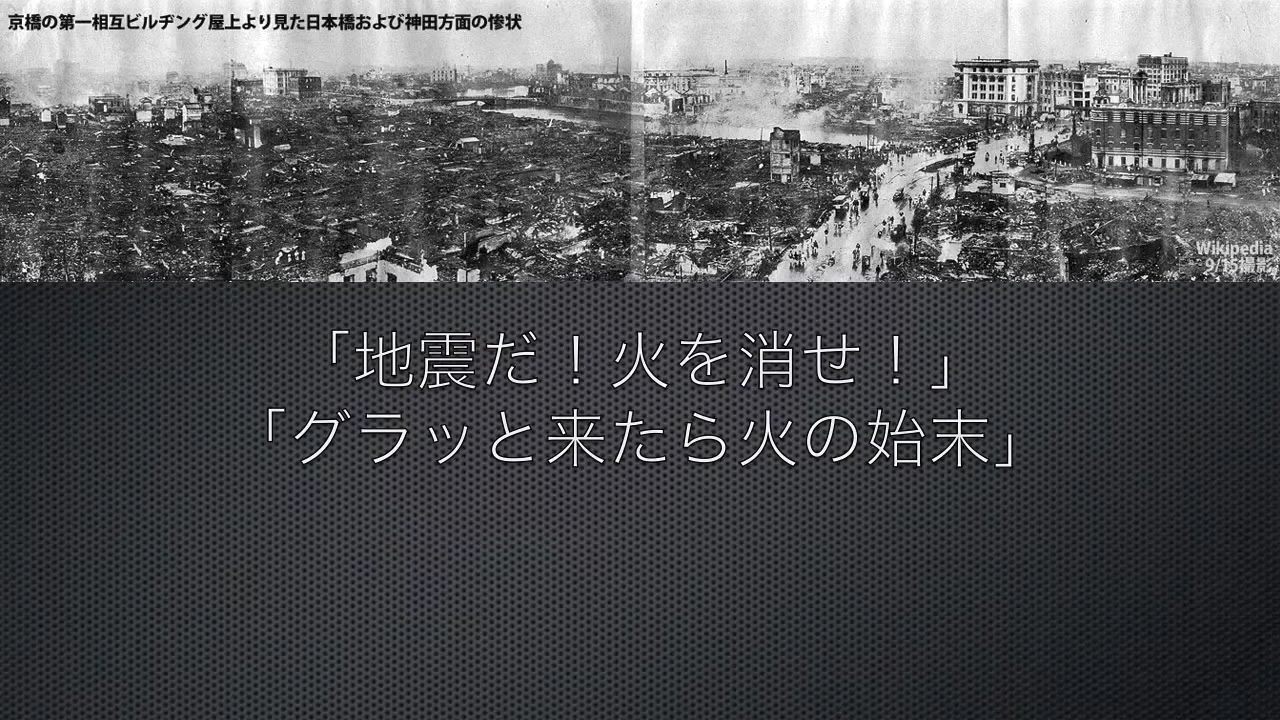 京橋の第一相互ビルヂング屋上より見た日本橋および神田方面の惨状
Wikipedia
9/15撮影
「地震だ！火を消せ！」
「グラッと来たら火の始末」